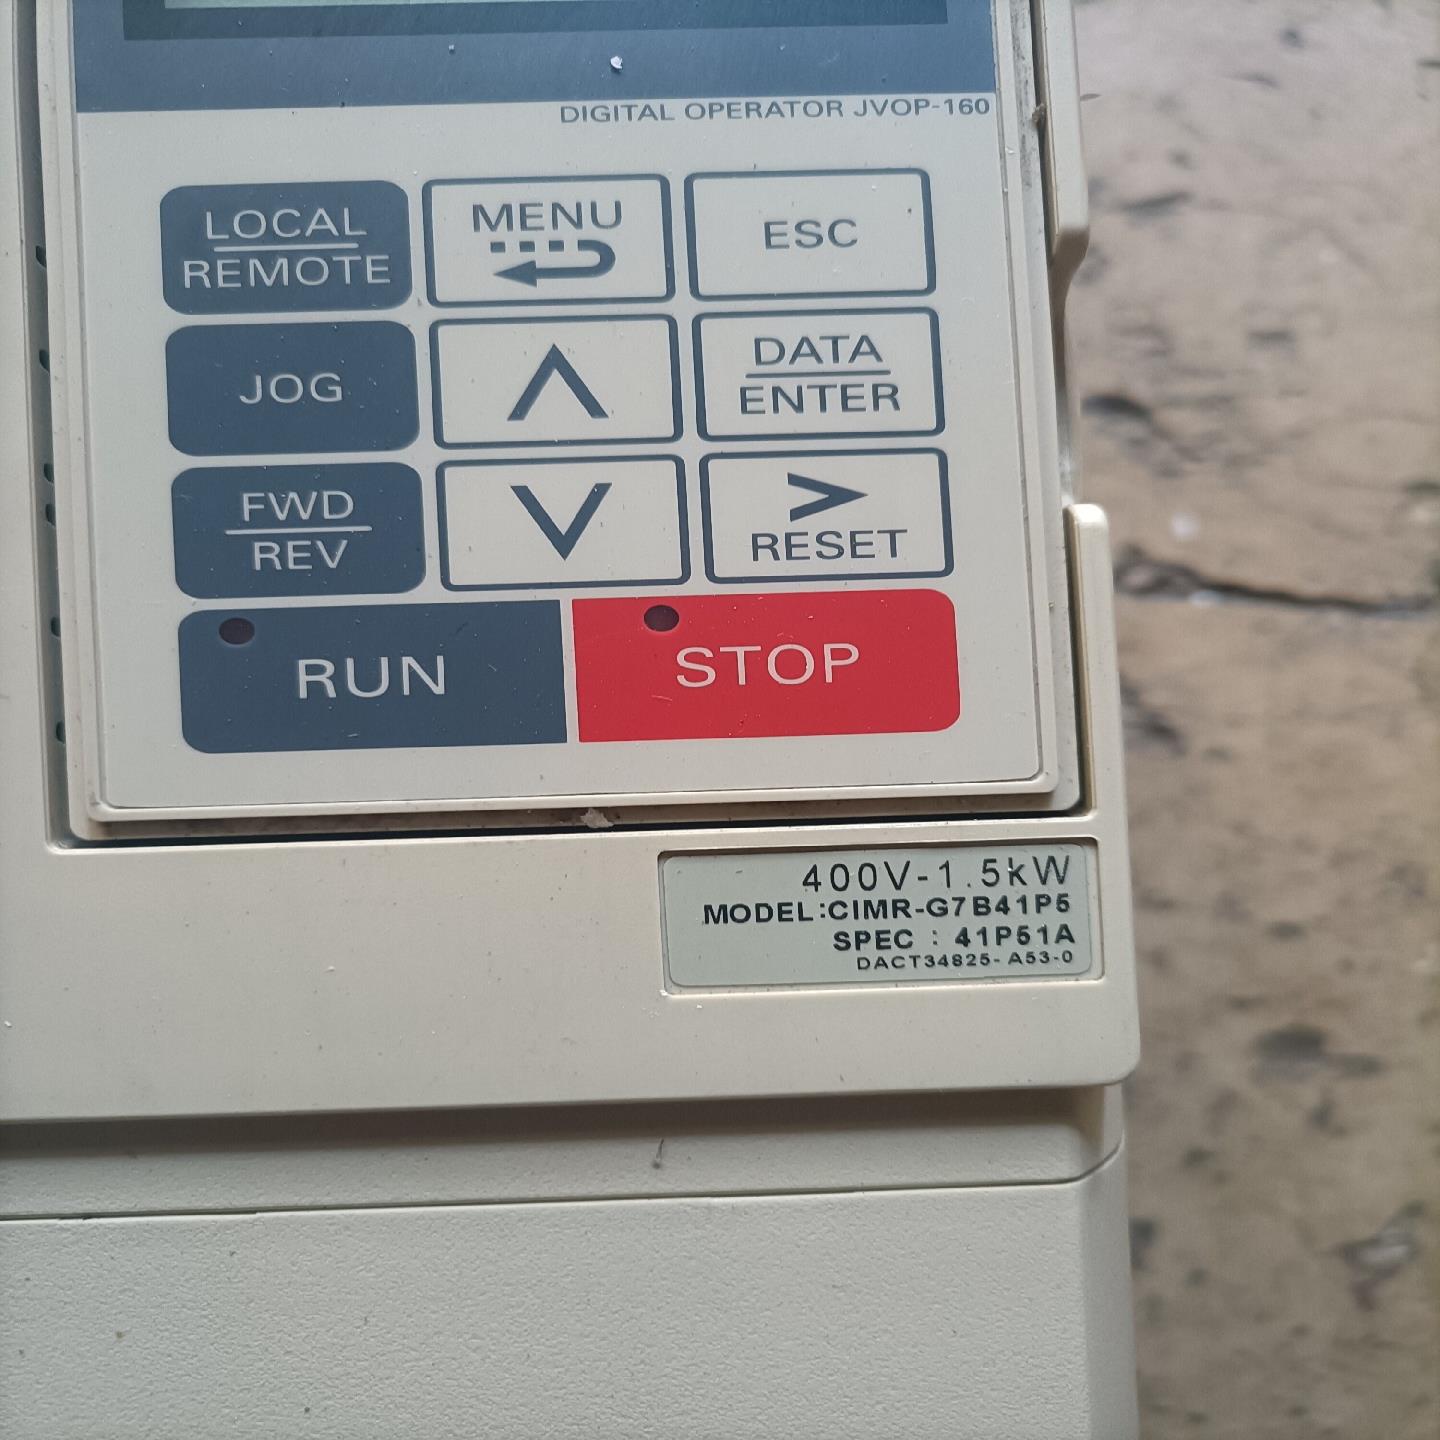 DIGITAL OPERATOR JVOP-160
LOCAL
REMOTE
MENU
ESC
JOG
DATA
ENTER
FWD
REV
>
RESET
RUN
STOP
400V-1.5kW
MODEL:CIMR-G7B41P5
SPEC : 41P51A
DACT34825-A53-0